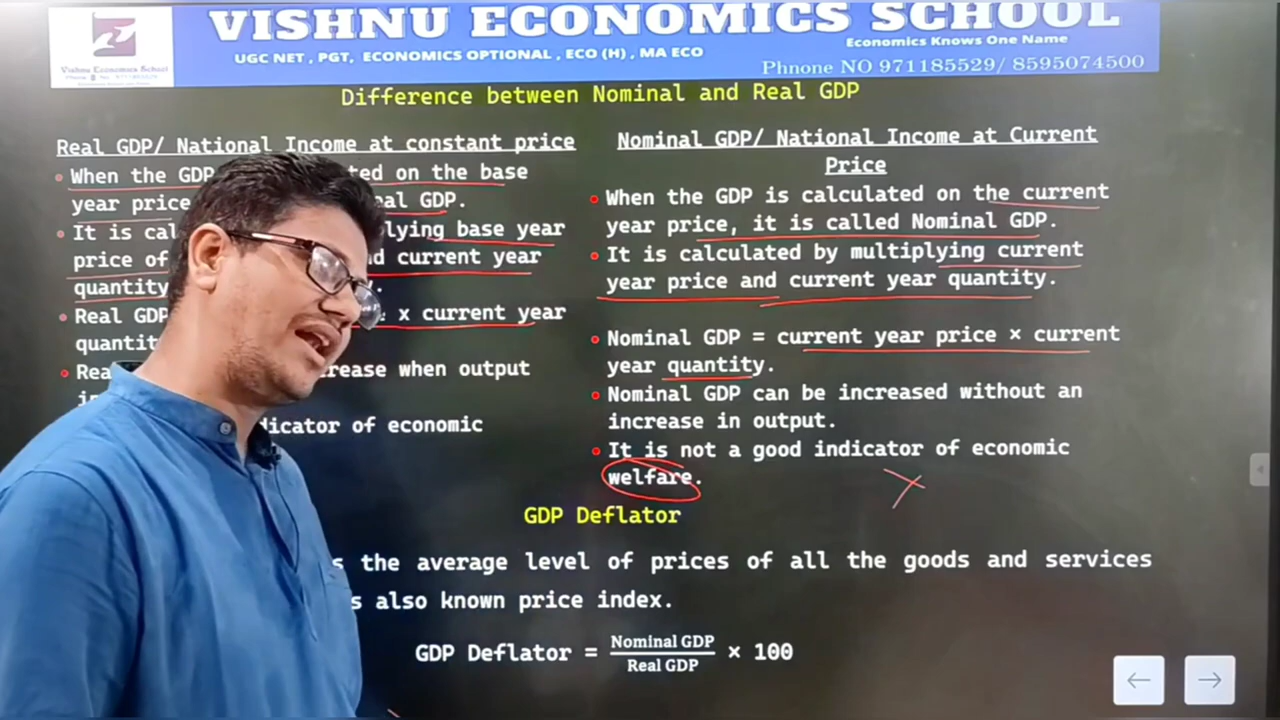 VISHNU ECONOMICS SCHOOL
Economics Knows One Name
UGC NET , PGT, ECONOMICS OPTIONAL , ECO (H) , MA ECO
Phnone NO 971185529/ 8595074500
Vishnu Economics School
Difference between Nominal and Real GDP
Real GDP/ National Income at constant price
When the GDP ted on the base
year price eal GDP.
It is cal lying base year
price of d current year
quantity .
Real GDP x current year
quantit
Rea rease when output
in
dicator of economic
Nominal GDP/ National Income at Current
Price
When the GDP is calculated on the current
year price, it is called Nominal GDP.
It is calculated by multiplying current
year price and current year quantity.
Nominal GDP = current year price × current
year quantity.
Nominal GDP can be increased without an
increase in output.
It is not a good indicator of economic
welfare.
GDP Deflator
s the average level of prices of all the goods and services
s also known price index.
GDP Deflator = Nominal GDP / Real GDP × 100